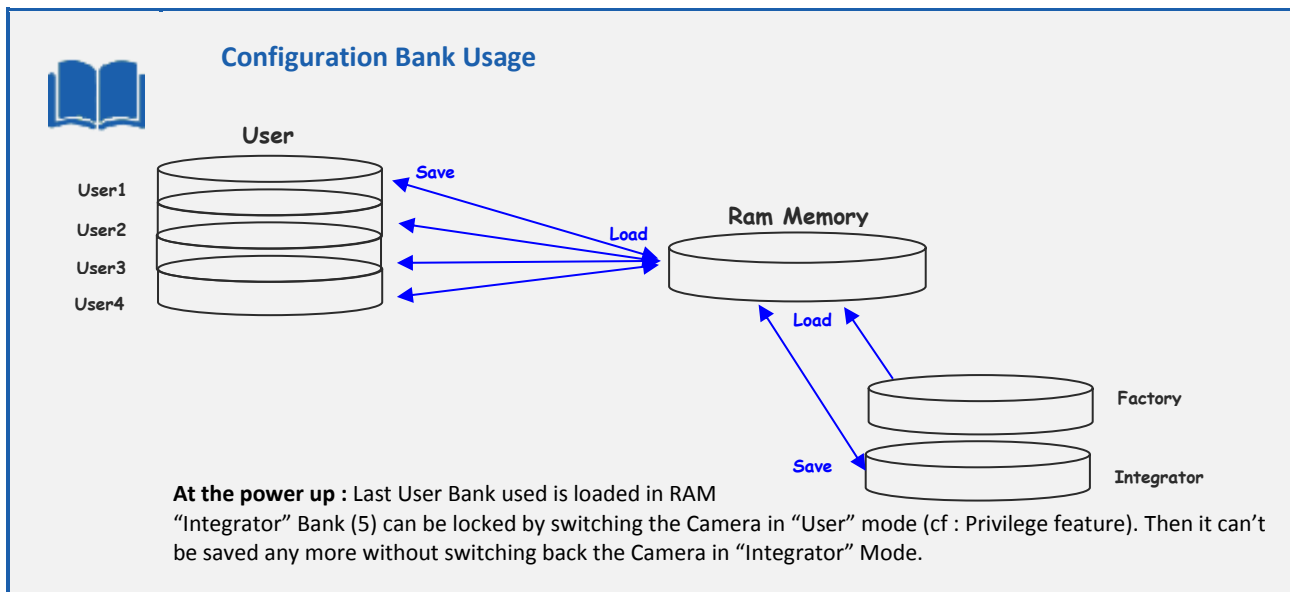 Configuration Bank Usage
User
User1
Save
User2
Ram Memory
Load
User3
User4
Load
Factory
Save
Integrator
At the power up : Last User Bank used is loaded in RAM
“Integrator” Bank (5) can be locked by switching the Camera in “User” mode (cf : Privilege feature). Then it can’t
be saved any more without switching back the Camera in “Integrator” Mode.